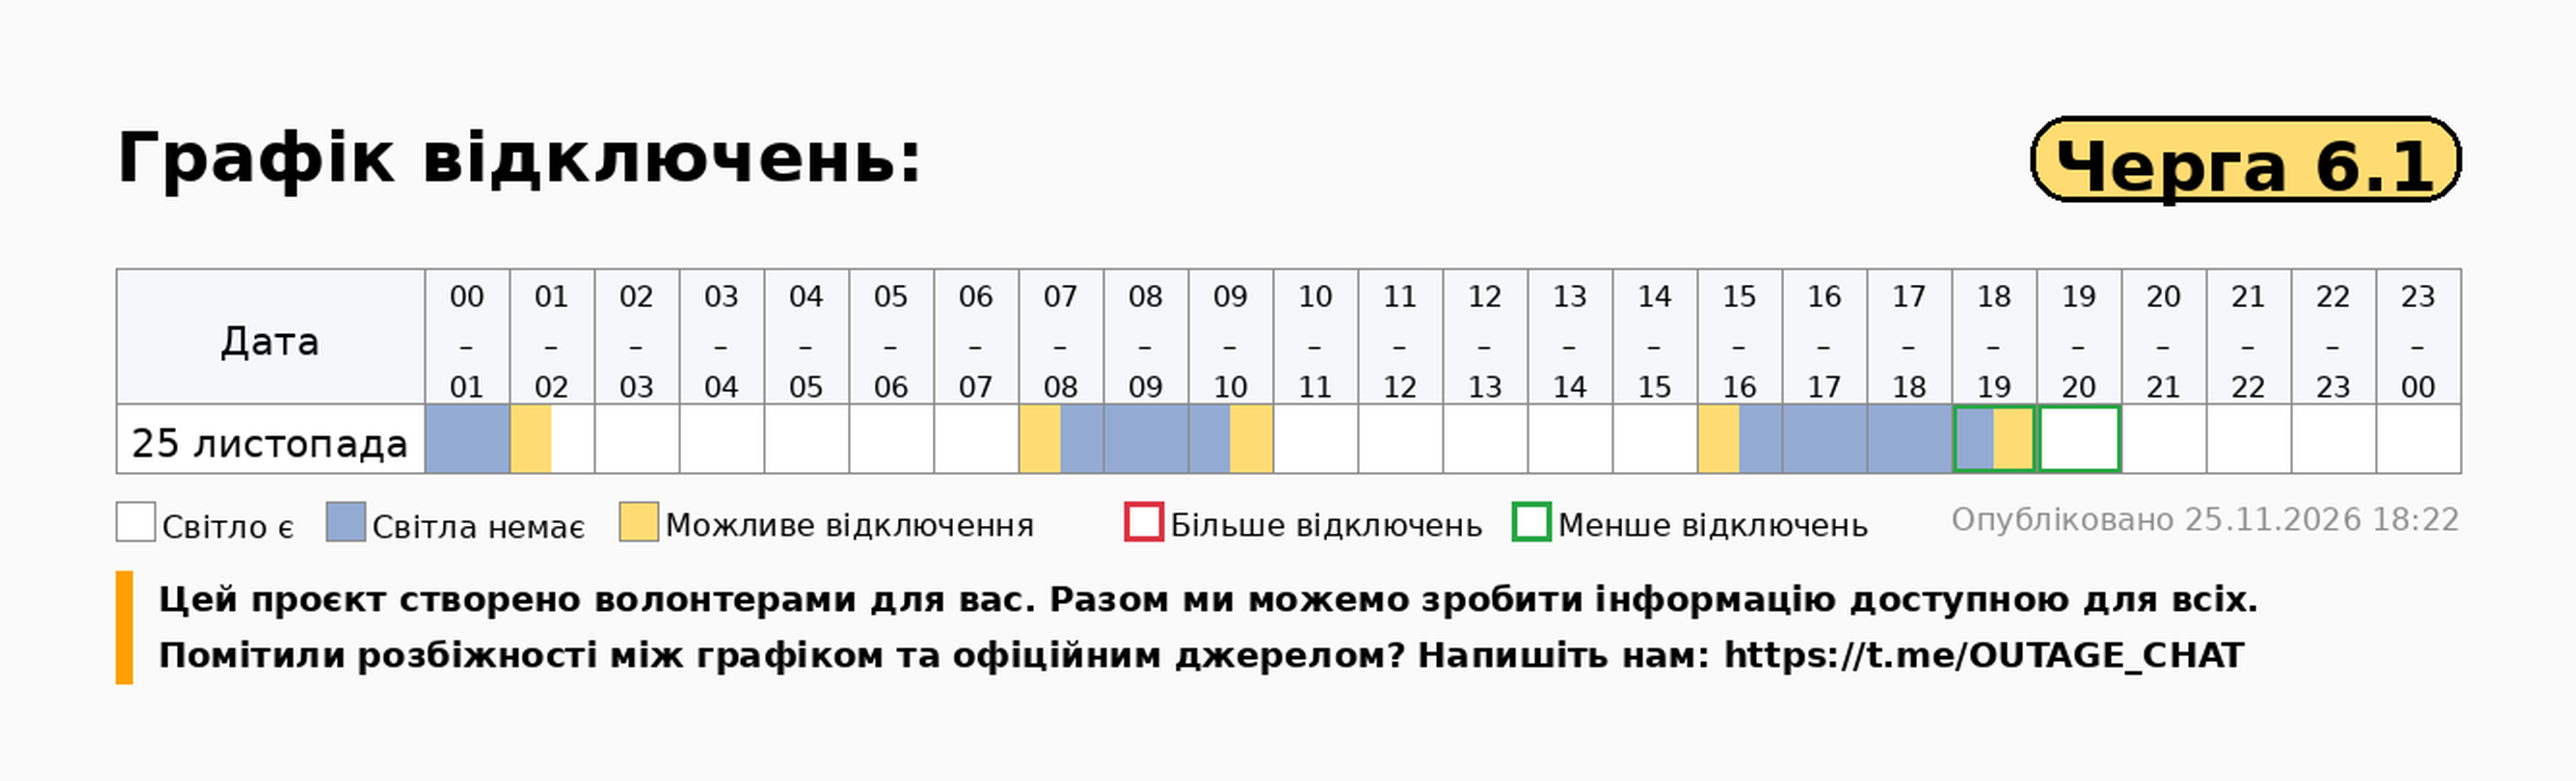 Графік відключень:
Черга 6.1
Дата
00 – 01
01 – 02
02 – 03
03 – 04
04 – 05
05 – 06
06 – 07
07 – 08
08 – 09
09 – 10
10 – 11
11 – 12
12 – 13
13 – 14
14 – 15
15 – 16
16 – 17
17 – 18
18 – 19
19 – 20
20 – 21
21 – 22
22 – 23
23 – 00
25 листопада
Світло є
Світла немає
Можливе відключення
Більше відключень
Менше відключень
Опубліковано 25.11.2026 18:22
Цей проєкт створено волонтерами для вас. Разом ми можемо зробити інформацію доступною для всіх.
Помітили розбіжності між графіком та офіційним джерелом? Напишіть нам: https://t.me/OUTAGE_CHAT